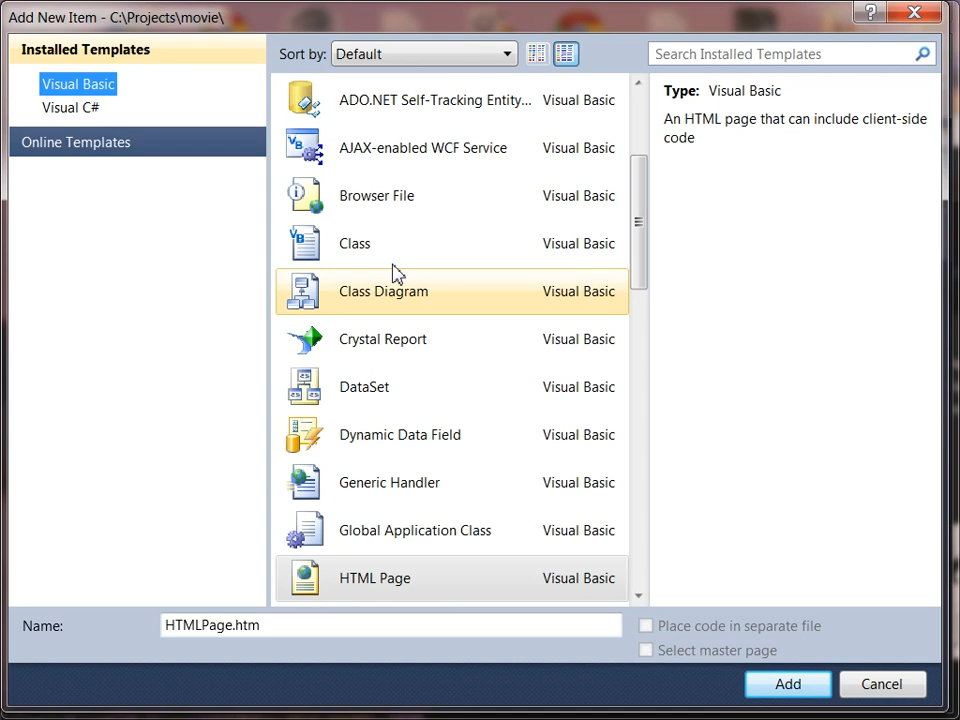 Add New Item - C:\Projects\movie\
Installed Templates
Visual Basic
Visual C#
Online Templates
Sort by: Default
Search Installed Templates
ADO.NET Self-Tracking Entity... Visual Basic
AJAX-enabled WCF Service Visual Basic
Browser File Visual Basic
Class Visual Basic
Class Diagram Visual Basic
Crystal Report Visual Basic
DataSet Visual Basic
Dynamic Data Field Visual Basic
Generic Handler Visual Basic
Global Application Class Visual Basic
HTML Page Visual Basic
Type: Visual Basic
An HTML page that can include client-side
code
Name: HTMLPage.htm
Place code in separate file
Select master page
Add
Cancel